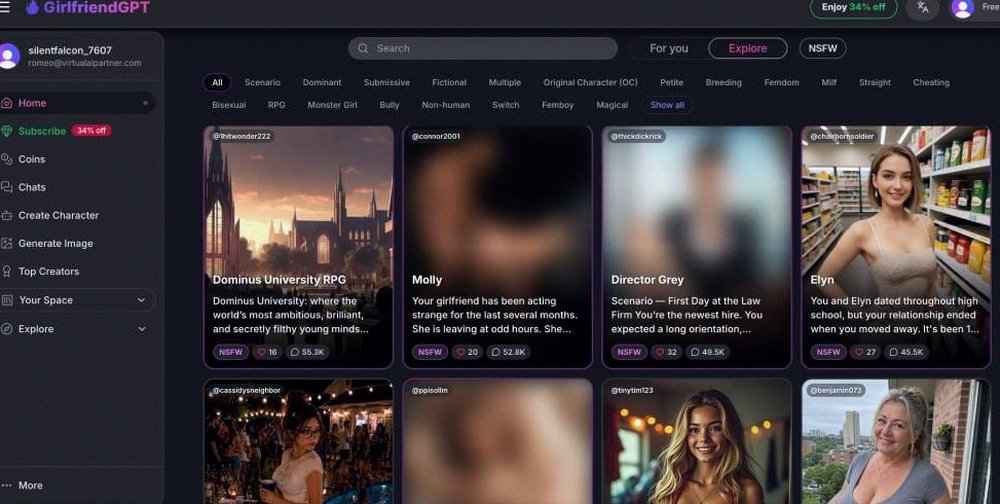 GirlfriendGPT
Enjoy 34% off
Free
silentfalcon_7607
romeo@virtualaipartner.com
Search
For you
Explore
NSFW
All Scenario Dominant Submissive Fictional Multiple Original Character (OC) Petite Breeding Femdom Milf Straight Cheating
Bisexual RPG Monster Girl Bully Non-human Switch Femboy Magical Show all
Home
Subscribe 34% off
Coins
Chats
Create Character
Generate Image
Top Creators
Your Space
Explore
More
@1hitwonder222
Dominus University RPG
Dominus University: where the
world's most ambitious, brilliant,
and secretly filthy young minds...
NSFW 16 55.3K
@connor2001
Molly
Your girlfriend has been acting
strange for the last several months.
She is leaving at odd hours. She...
NSFW 20 52.8K
@thickdickrick
Director Grey
Scenario — First Day at the Law
Firm You're the newest hire. You
expected a long orientation,...
NSFW 32 49.5K
@chairbornsoldier
Elyn
You and Elyn dated throughout high
school, but your relationship ended
when you moved away. It's been 1...
NSFW 27 45.5K
@cassidysneighbor
@ppisollm
@tinytim123
@benjamin073